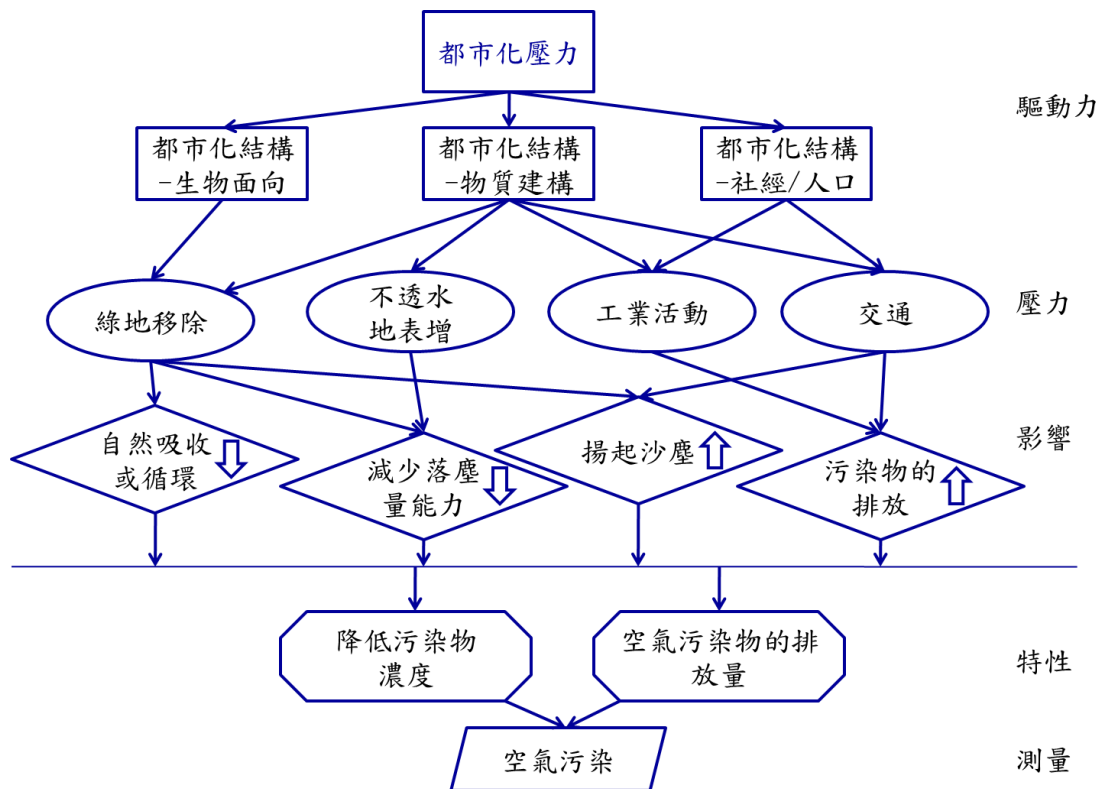 都市化壓力
驅動力
都市化結構
-生物面向
都市化結構
-物質建構
都市化結構
-社經/人口
綠地移除
不透水
地表增
工業活動
交通
壓力
自然吸收
或循環
減少落塵
量能力
揚起沙塵
污染物的
排放
影響
降低污染物
濃度
空氣污染物的排
放量
特性
空氣污染
測量